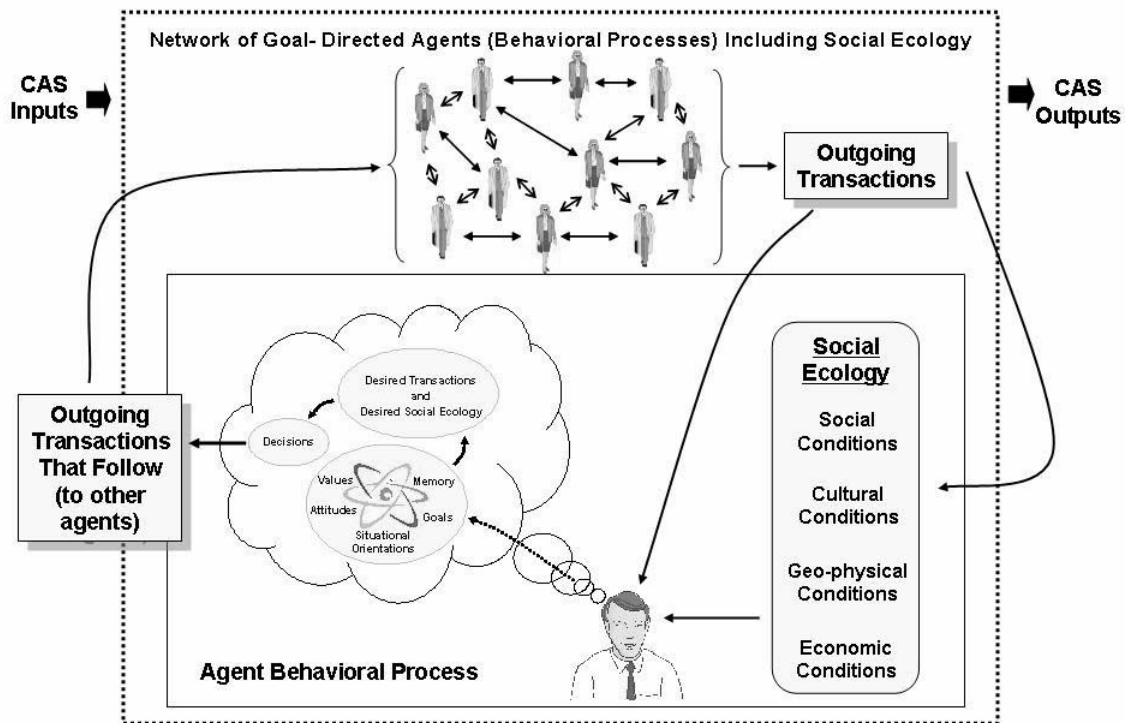 Network of Goal- Directed Agents (Behavioral Processes) Including Social Ecology
CAS
Inputs
CAS
Outputs
Outgoing
Transactions
Social
Ecology
Social
Conditions
Cultural
Conditions
Geo-physical
Conditions
Economic
Conditions
Desired Transactions
and
Desired Social Ecology
Decisions
Values
Memory
Attitudes
Goals
Situational
Orientations
Outgoing
Transactions
That Follow
(to other
agents)
Agent Behavioral Process